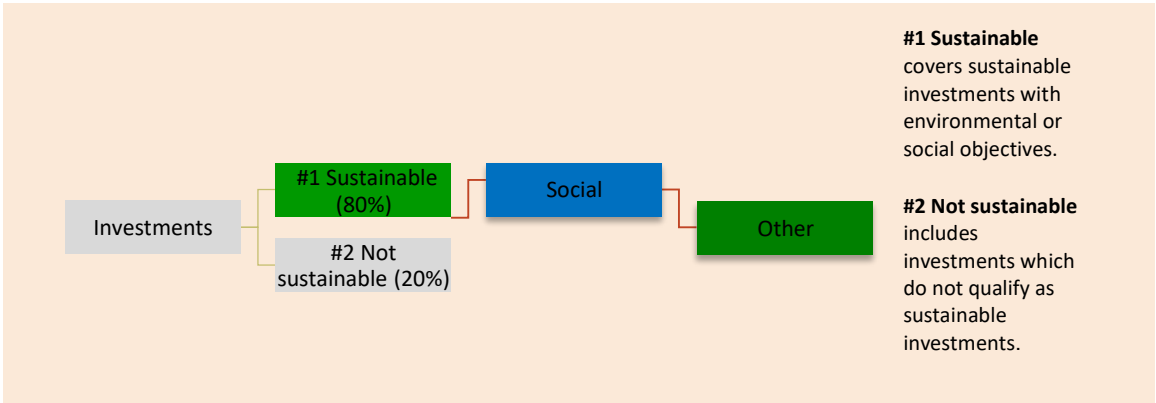 Investments
#1 Sustainable
(80%)
#2 Not
sustainable (20%)
Social
Other
#1 Sustainable
covers sustainable
investments with
environmental or
social objectives.
#2 Not sustainable
includes
investments which
do not qualify as
sustainable
investments.